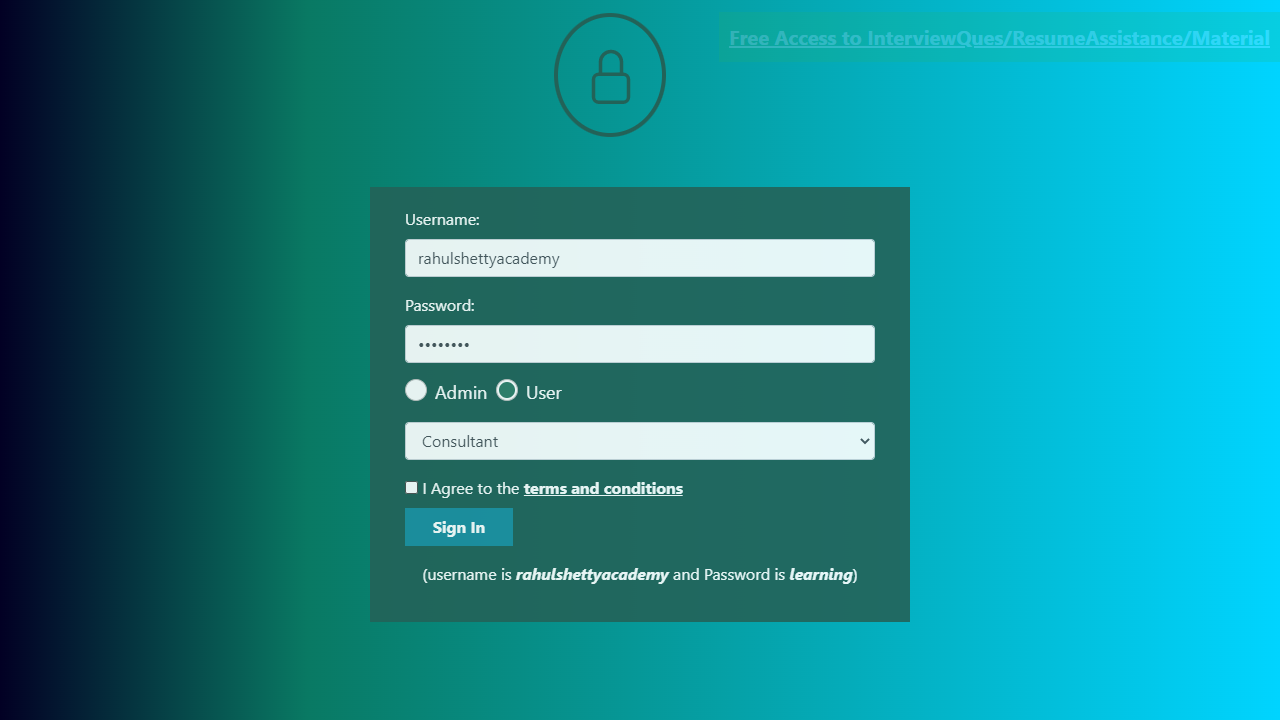 Free Access to InterviewQues/ResumeAssistance/Material
Username:
rahulshettyacademy
Password:
••••••••
Admin User
Consultant
I Agree to the terms and conditions
Sign In
(username is rahulshettyacademy and Password is learning)